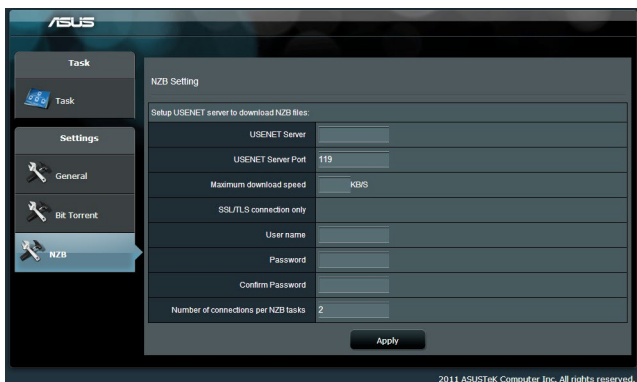 ASUS
Task
Task
Settings
General
Bit Torrent
NZB
NZB Setting
Setup USENET server to download NZB files:
USENET Server
USENET Server Port 119
Maximum download speed KB/S
SSL/TLS connection only
User name
Password
Confirm Password
Number of connections per NZB tasks 2
Apply
2011 ASUSTeK Computer Inc. All rights reserved.